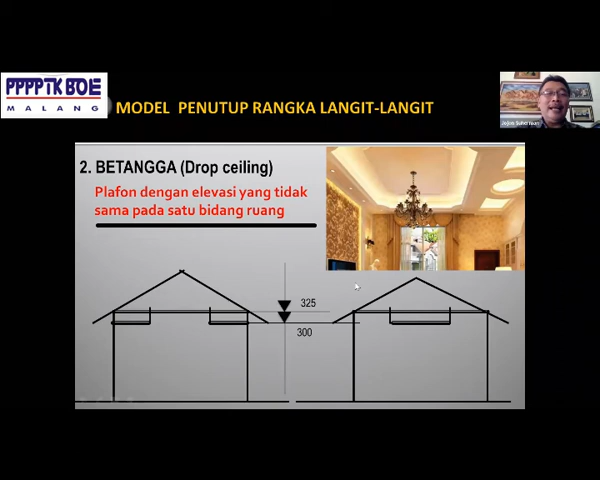 PPPPTK BOE
MALANG
MODEL PENUTUP RANGKA LANGIT-LANGIT
2. BETANGGA (Drop ceiling)
Plafon dengan elevasi yang tidak
sama pada satu bidang ruang
325
300